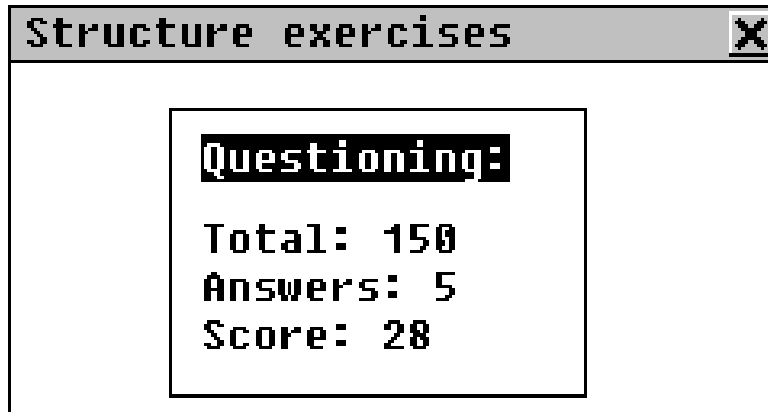 Structure exercises
Questioning:
Total: 150
Answers: 5
Score: 28